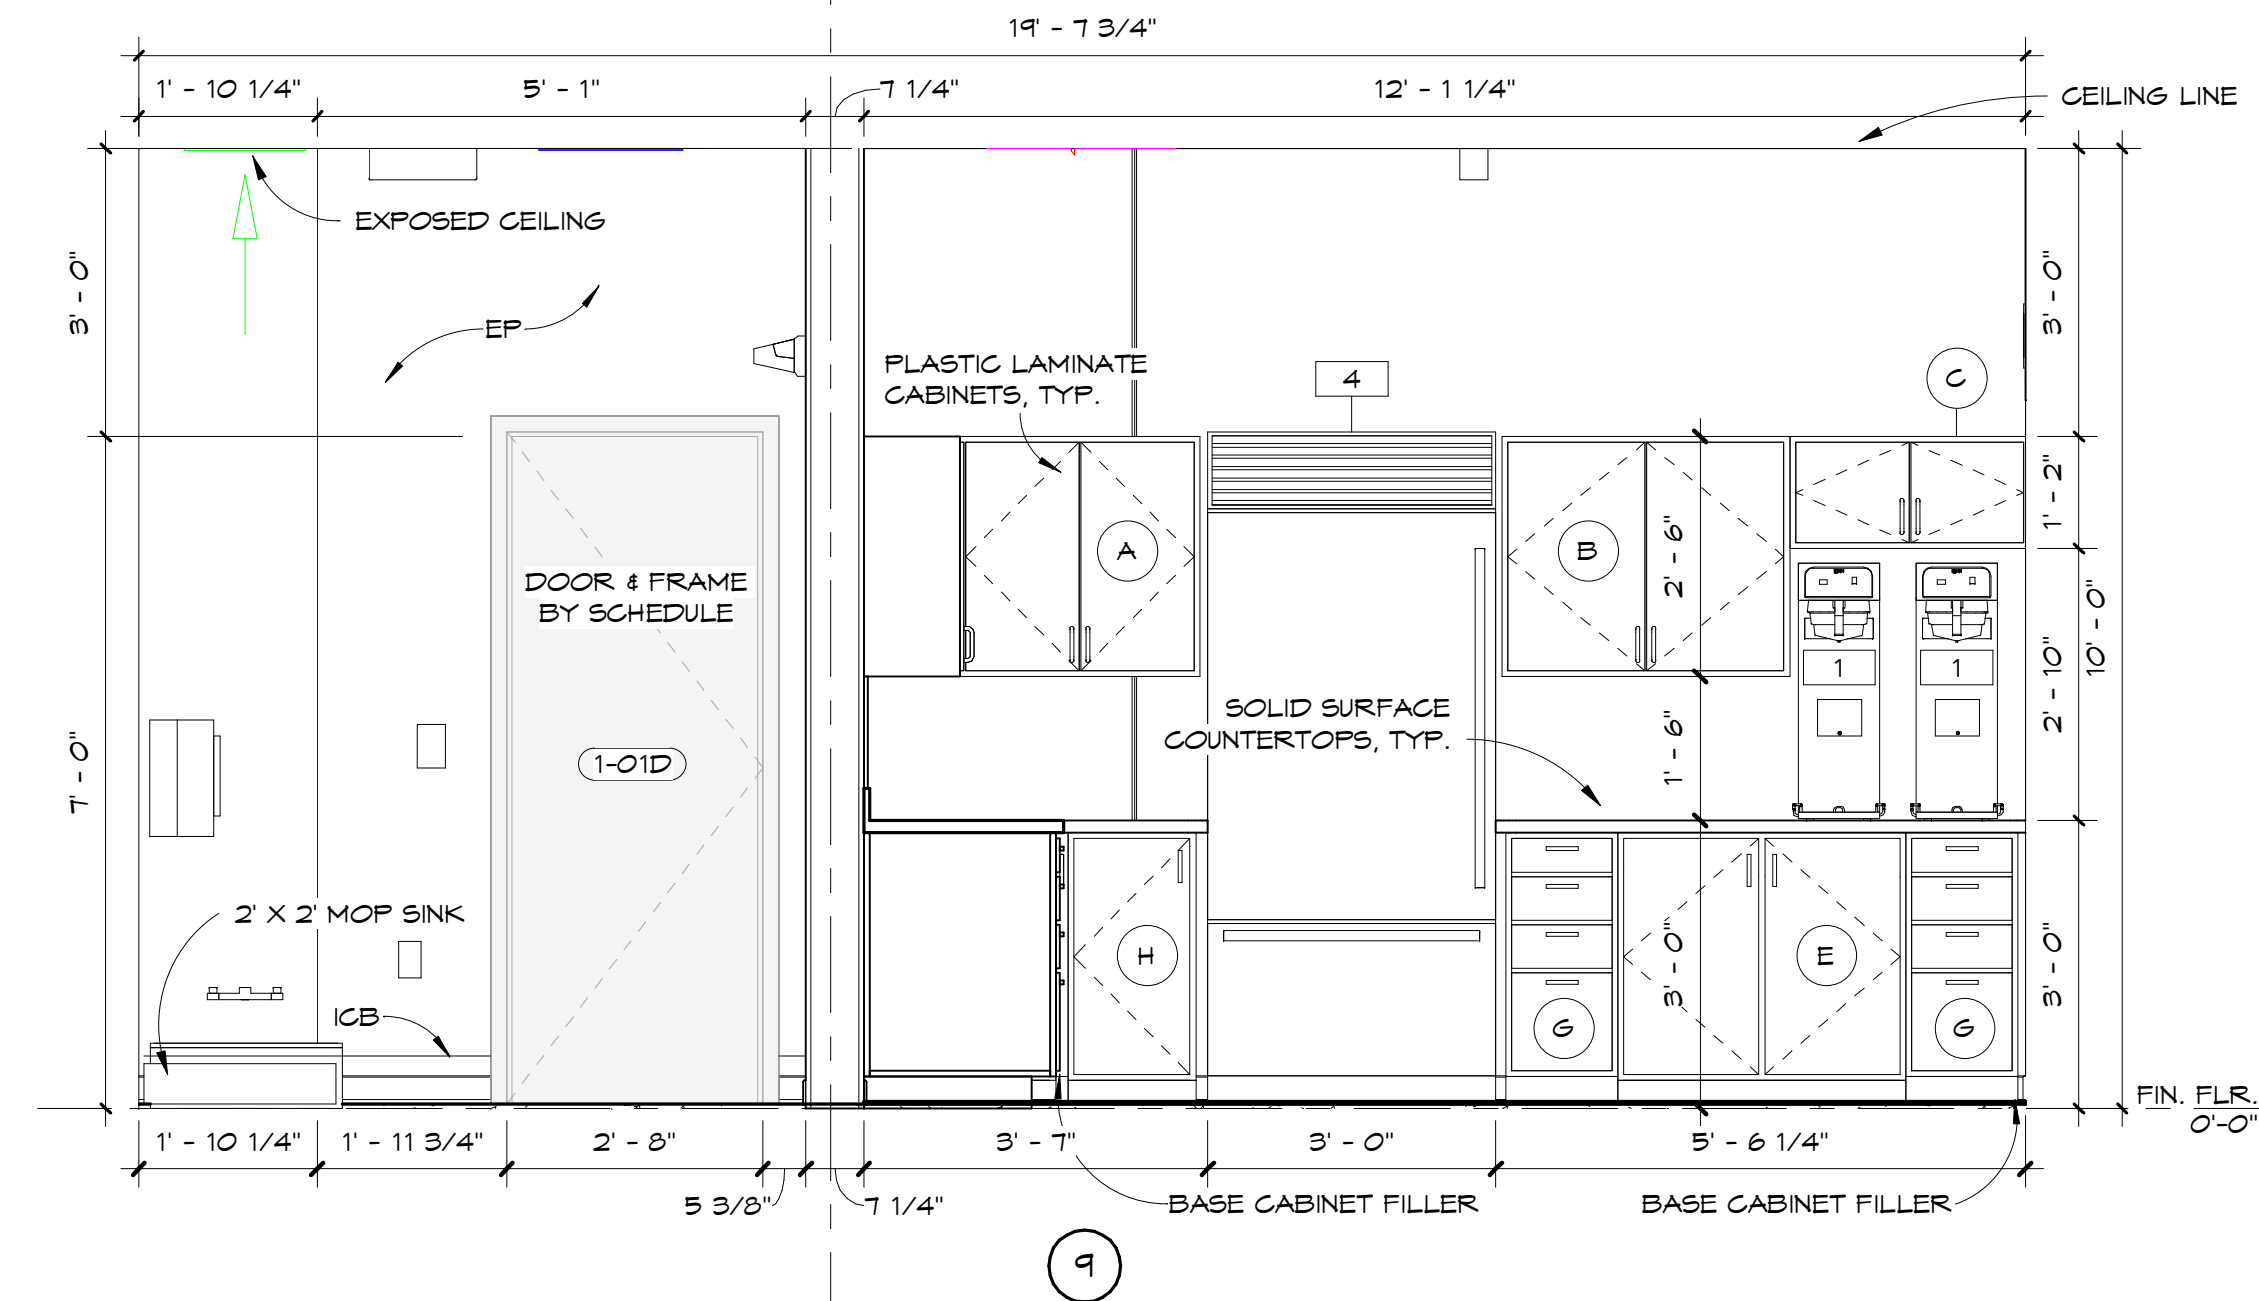 19' - 7 3/4"
1' - 10 1/4"
5' - 1"
7 1/4"
12' - 1 1/4"
CEILING LINE
EXPOSED CEILING
3' - 0"
3' - 0"
EP
PLASTIC LAMINATE
CABINETS, TYP.
4
C
A
B
2' - 6"
1' - 2"
DOOR & FRAME
BY SCHEDULE
10' - 0"
1
1
2' - 10"
SOLID SURFACE
COUNTERTOPS, TYP.
1' - 6"
7' - 0"
1-01D
2' X 2' MOP SINK
H
3' - 0"
E
3' - 0"
ICB
G
G
FIN. FLR.
0'-0"
1' - 10 1/4"
1' - 11 3/4"
2' - 8"
3' - 7"
3' - 0"
5' - 6 1/4"
5 3/8"
7 1/4"
BASE CABINET FILLER
BASE CABINET FILLER
9